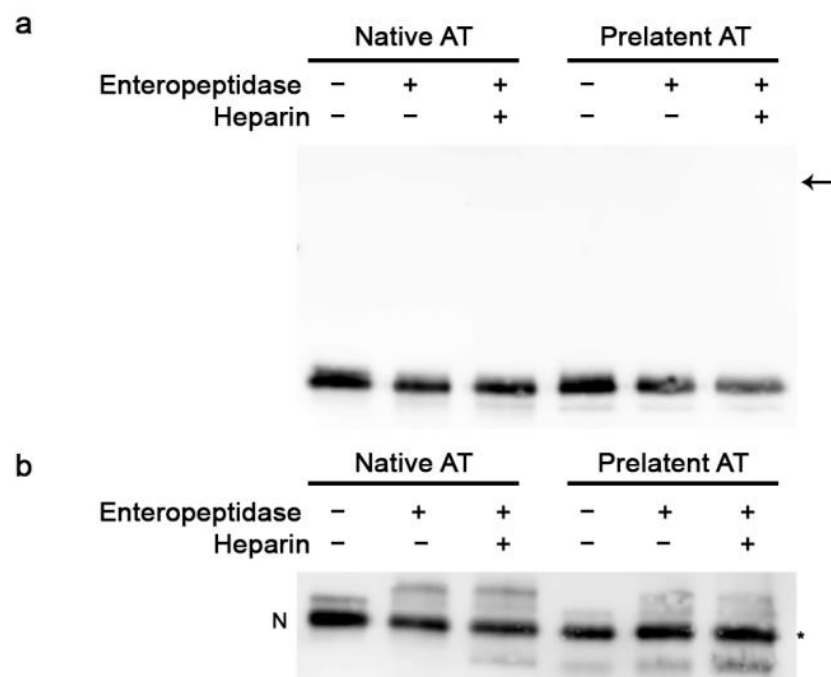 a
Native AT Prelatent AT
Enteropeptidase – + + – + +
Heparin – – + – – +
←
b
Native AT Prelatent AT
Enteropeptidase – + + – + +
Heparin – – + – – +
N
*